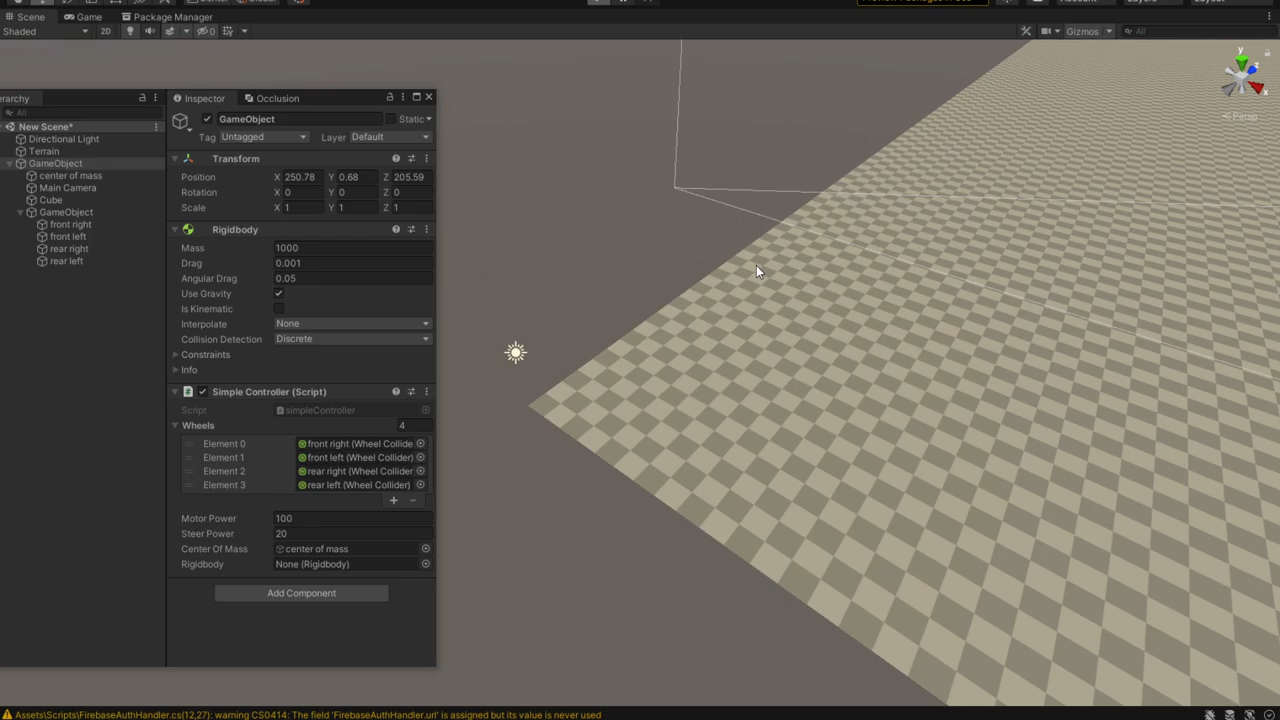 Scene
Game
Package Manager
Shaded
2D
0
Gizmos
All
erarchy
Inspector
Occlusion
All
New Scene*
Directional Light
Terrain
GameObject
center of mass
Main Camera
Cube
GameObject
front right
front left
rear right
rear left
GameObject
Static
Tag Untagged Layer Default
Transform
Position X 250.78 Y 0.68 Z 205.59
Rotation X 0 Y 0 Z 0
Scale X 1 Y 1 Z 1
Rigidbody
Mass 1000
Drag 0.001
Angular Drag 0.05
Use Gravity
Is Kinematic
Interpolate None
Collision Detection Discrete
Constraints
Info
Simple Controller (Script)
Script simpleController
Wheels 4
Element 0 front right (Wheel Collide
Element 1 front left (Wheel Collider)
Element 2 rear right (Wheel Collider
Element 3 rear left (Wheel Collider)
Motor Power 100
Steer Power 20
Center Of Mass center of mass
Rigidbody None (Rigidbody)
Add Component
y
z
x
Persp
Assets\Scripts\FirebaseAuthHandler.cs(12,27): warning CS0414: The field 'FirebaseAuthHandler.url' is assigned but its value is never used